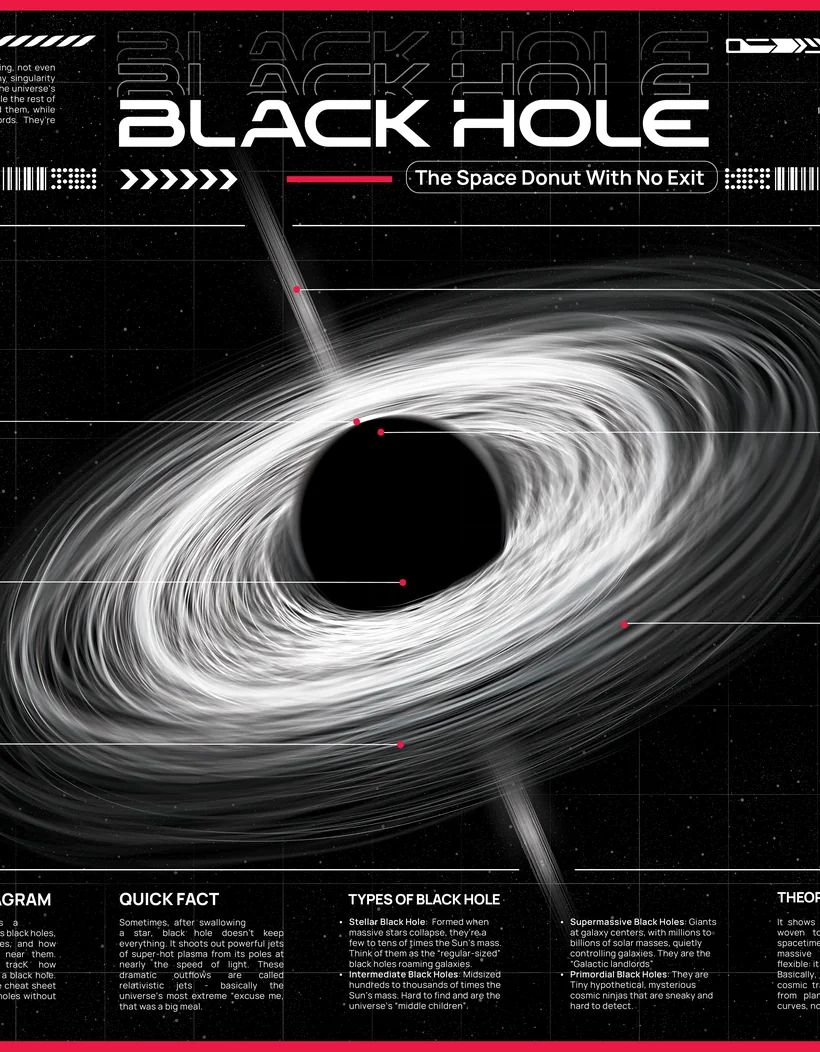 BLACK HOLE
BLACK HOLE
BLACK HOLE
The Space Donut With No Exit
ing, not even
singularity
he universe's
le the rest of
them, while
ords. They're
AGRAM
s a
s black holes,
es, and how
near them.
track how
a black hole.
e cheat sheet
holes without
QUICK FACT
Sometimes, after swallowing
a star, black hole doesn't keep
everything. It shoots out powerful jets
of super-hot plasma from its poles at
nearly the speed of light. These
dramatic outflows are called
relativistic jets - basically the
universe's most extreme "excuse me,
that was a big meal.
TYPES OF BLACK HOLE
• Stellar Black Hole: Formed when
massive stars collapse, they're a
few to tens of times the Sun's mass.
Think of them as the "regular-sized"
black holes roaming galaxies.
• Intermediate Black Holes: Midsized
hundreds to thousands of times the
Sun's mass. Hard to find and are the
universe's "middle children".
• Supermassive Black Holes: Giants
at galaxy centers, with millions to
billions of solar masses, quietly
controlling galaxies. They are the
"Galactic landlords"
• Primordial Black Holes: They are
Tiny hypothetical, mysterious
cosmic ninjas that are sneaky and
hard to detect.
THEOR
It shows
woven to
spacetime
massive
flexible: it
Basically,
cosmic tr
from plan
curves, no